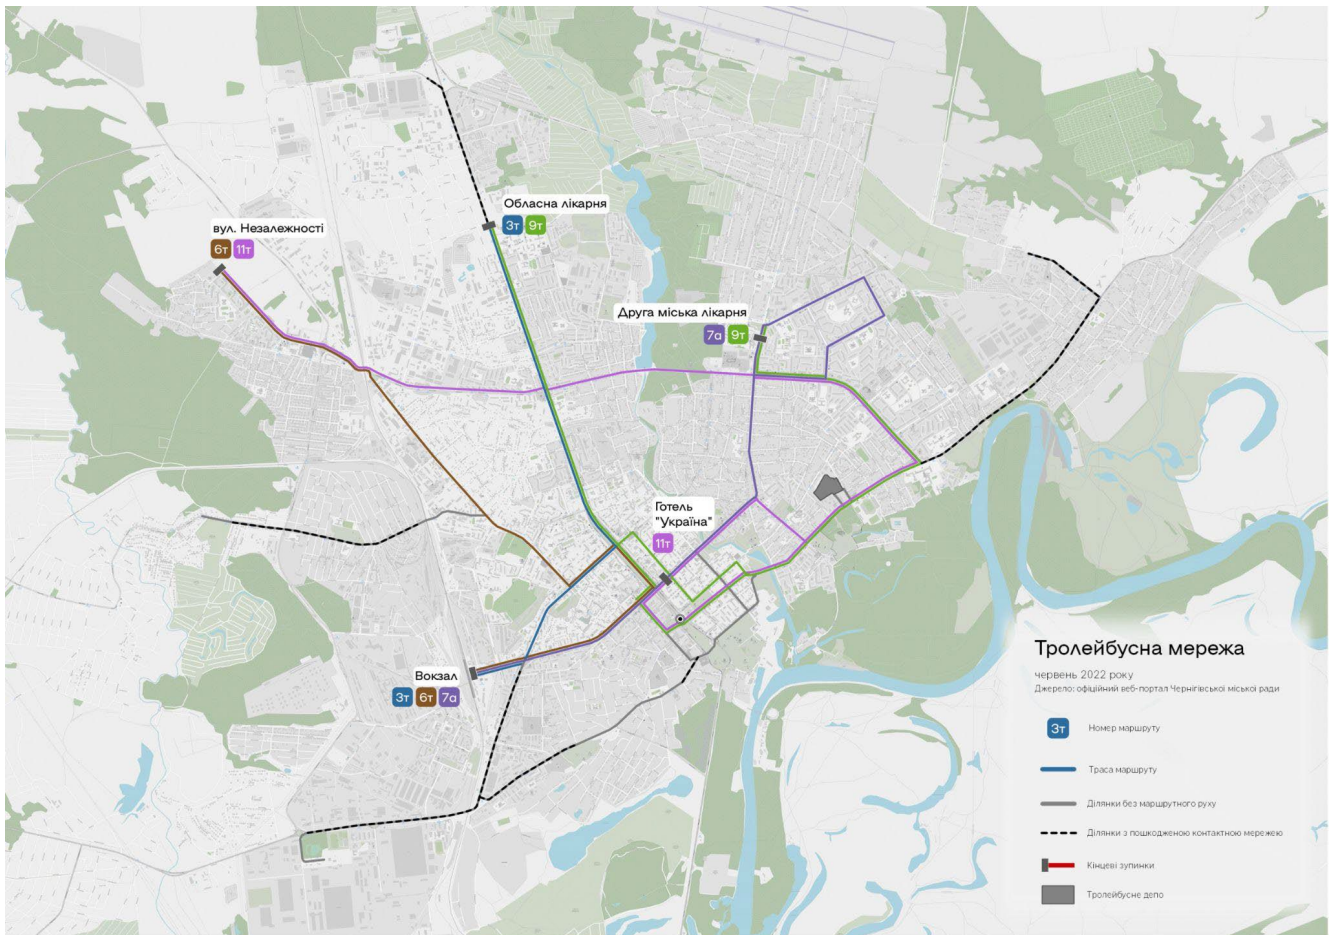 Обласна лікарня
3т 9т
вул. Незалежності
6т 11т
Друга міська лікарня
7а 9т
Готель
"Україна"
11т
Вокзал
3т 6т 7а
Тролейбусна мережа
червень 2022 року
Джерело: офіційний веб-портал Чернігівської міської ради
3т Номер маршруту
Траса маршруту
Ділянки без маршрутного руху
Ділянки з пошкодженою контактною мережею
Кінцеві зупинки
Тролейбусне депо